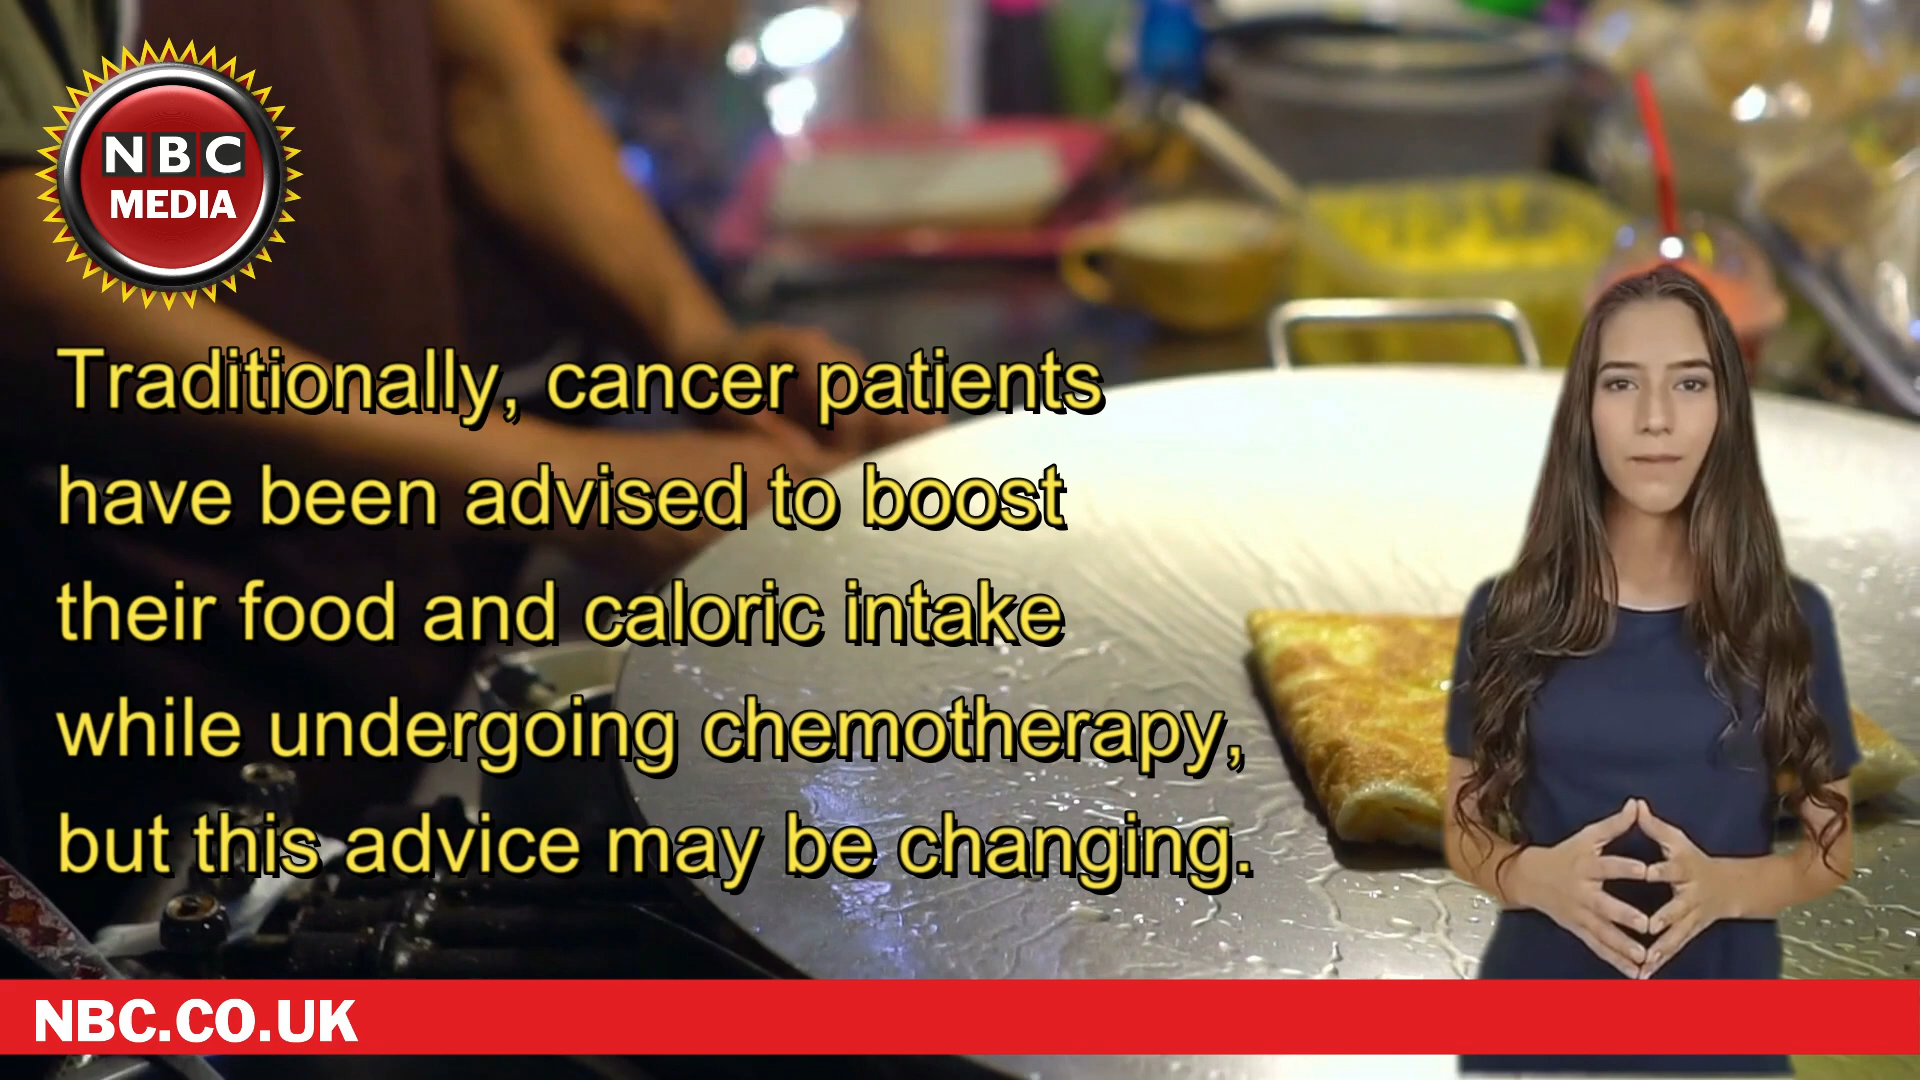 NBC
MEDIA
Traditionally, cancer patients
have been advised to boost
their food and caloric intake
while undergoing chemotherapy,
but this advice may be changing.
NBC.CO.UK